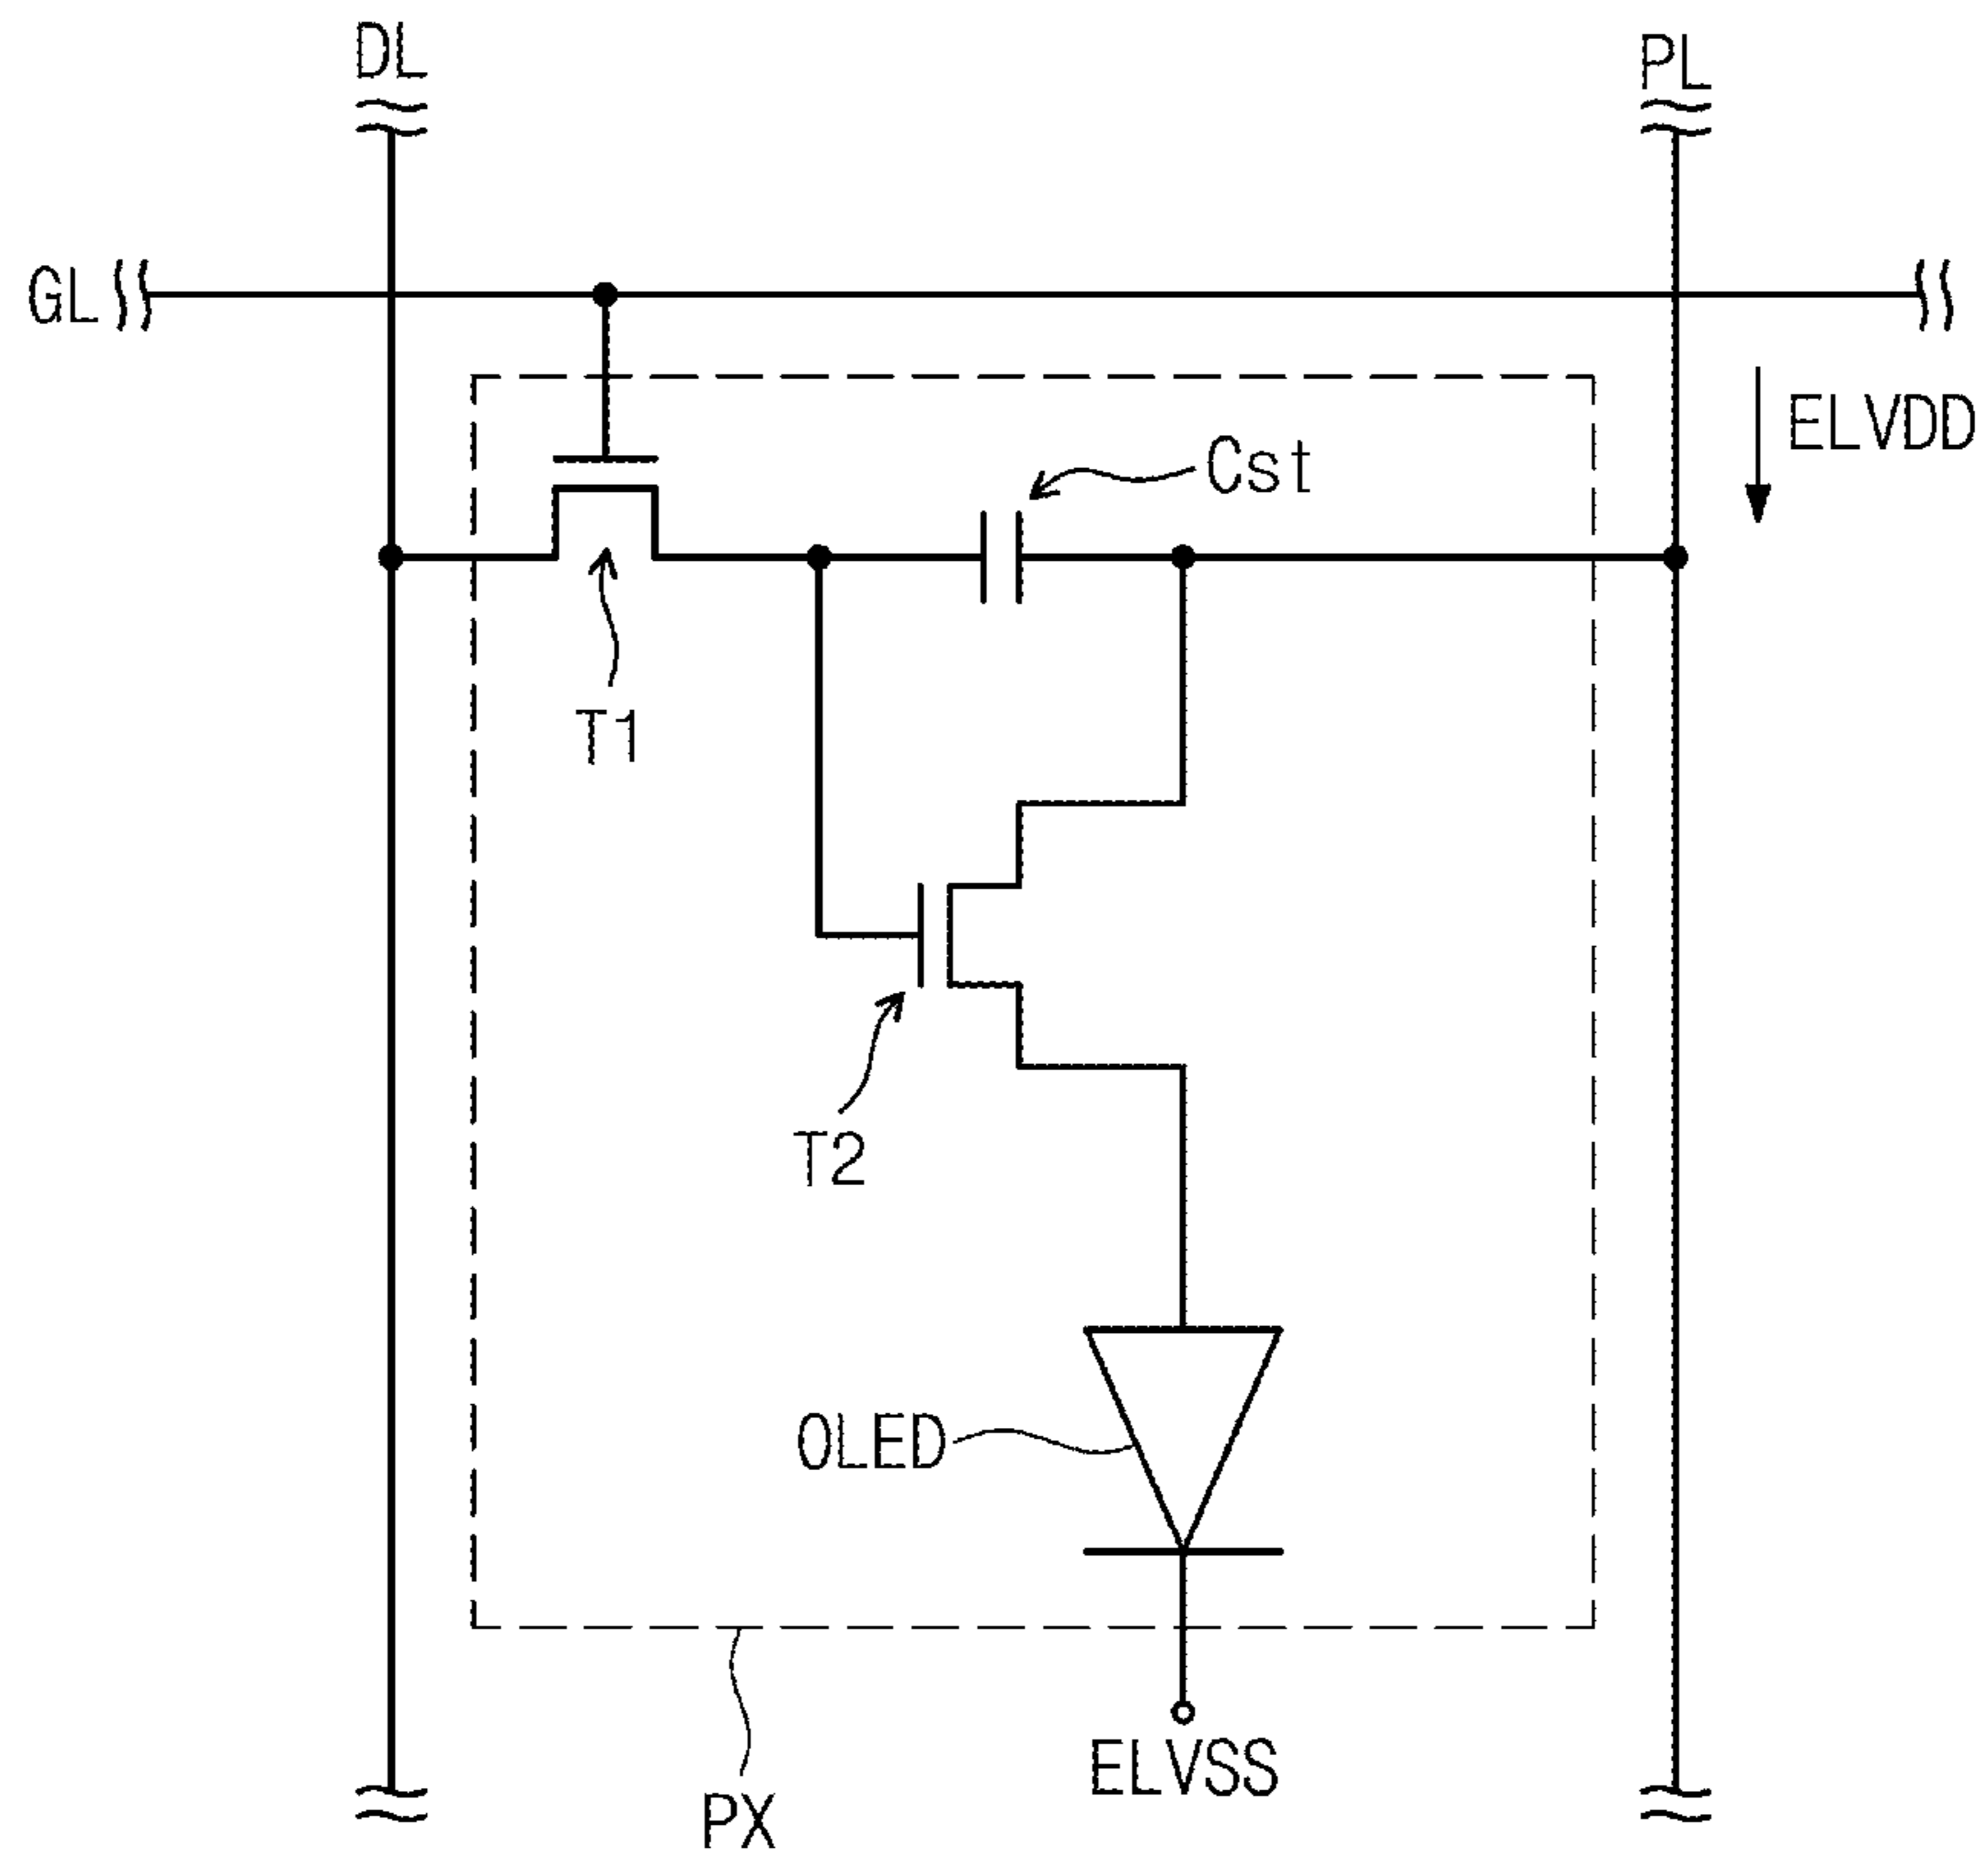 DL
PL
GL
ELVDD
Cst
T1
T2
OLED
ELVSS
PX